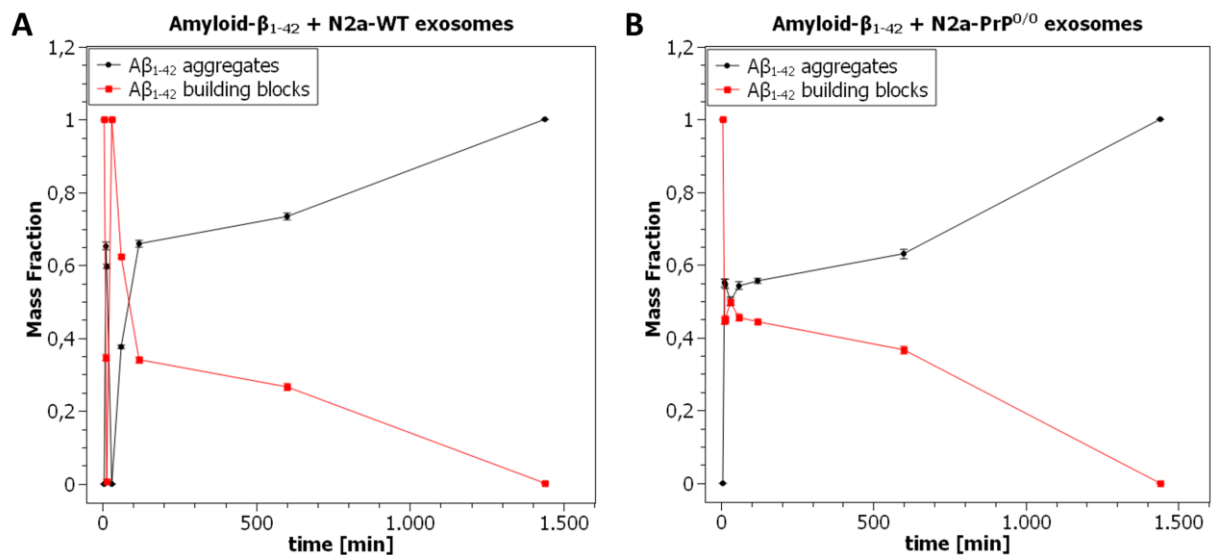 A
Amyloid-β1-42 + N2a-WT exosomes
1,2
1
0,8
0,6
0,4
0,2
0
Mass Fraction
Aβ1-42 aggregates
Aβ1-42 building blocks
0 500 1.000 1.500
time [min]
B
Amyloid-β1-42 + N2a-PrP0/0 exosomes
1,2
1
0,8
0,6
0,4
0,2
0
Mass Fraction
Aβ1-42 aggregates
Aβ1-42 building blocks
0 500 1.000 1.500
time [min]